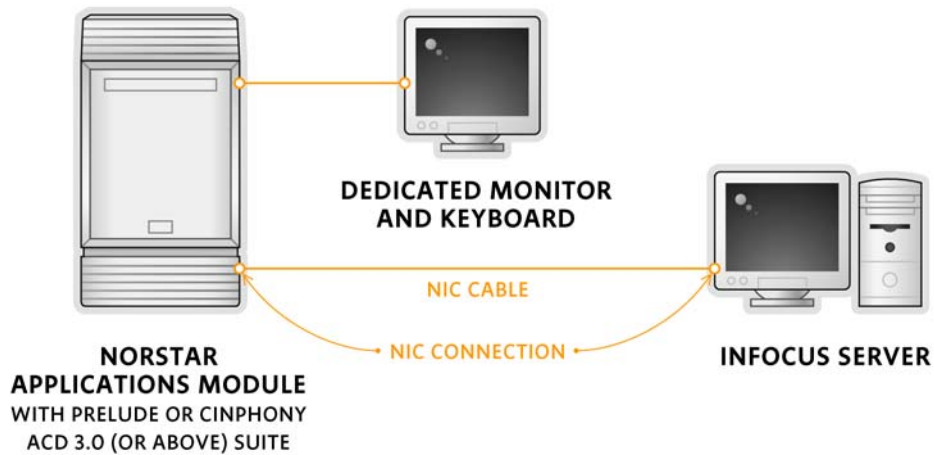 DEDICATED MONITOR
AND KEYBOARD
NIC CABLE
NIC CONNECTION
NORSTAR
APPLICATIONS MODULE
WITH PRELUDE OR CINPHONY
ACD 3.0 (OR ABOVE) SUITE
INFOCUS SERVER